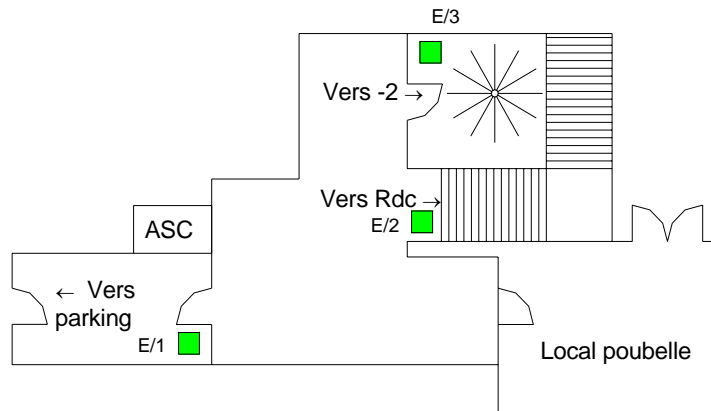 E/3
Vers -2 →
Vers Rdc →
E/2
ASC
← Vers
parking
E/1
Local poubelle